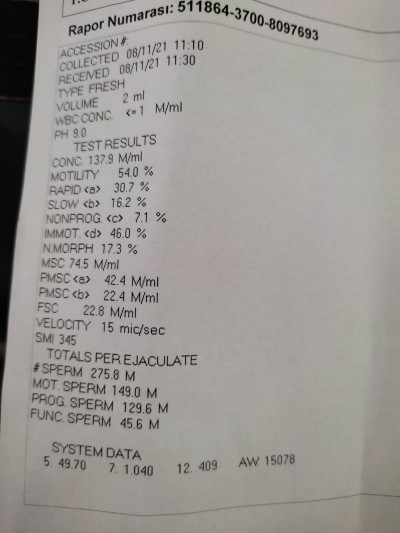 Rapor Numarası: 511864-3700-8097693
ACCESSION #:
COLLECTED 08/11/21 11:10
RECEIVED 08/11/21 11:30
TYPE FRESH
VOLUME 2 ml
WBC CONC. <= 1 M/ml
PH 9.0
TEST RESULTS
CONC. 137.9 M/ml
MOTILITY 54.0 %
RAPID <a> 30.7 %
SLOW <b> 16.2 %
NONPROG. <c> 7.1 %
IMMOT. <d> 46.0 %
N.MORPH 17.3 %
MSC 74.5 M/ml
PMSC <a> 42.4 M/ml
PMSC <b> 22.4 M/ml
FSC 22.8 M/ml
VELOCITY 15 mic/sec
SMI 345
TOTALS PER EJACULATE
# SPERM 275.8 M
MOT. SPERM 149.0 M
PROG. SPERM 129.6 M
FUNC. SPERM 45.6 M
SYSTEM DATA
5. 49.70 7. 1.040 12. 409 AW 15078